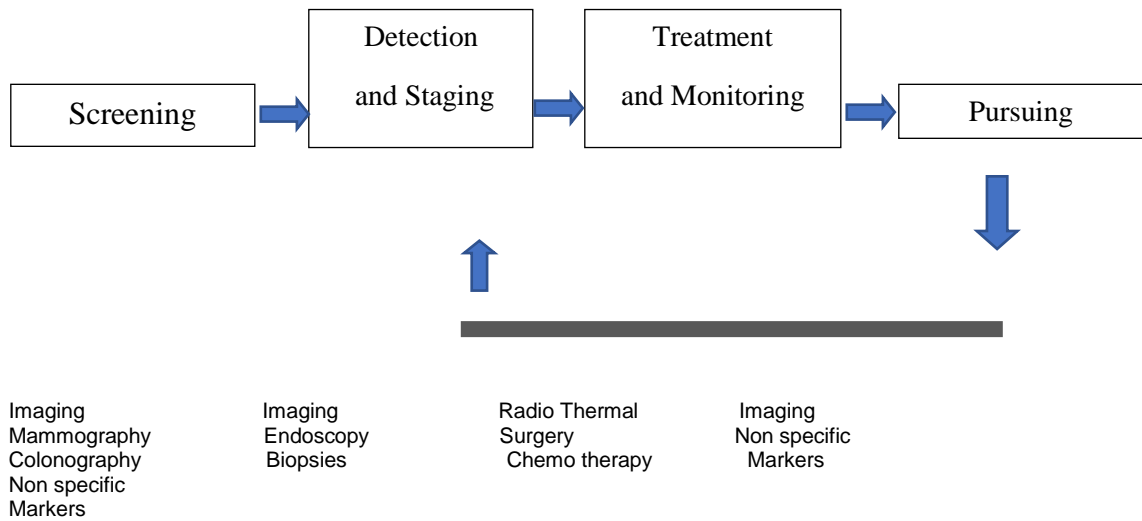 Screening
Detection
and Staging
Treatment
and Monitoring
Pursuing
Imaging
Mammography
Colonography
Non specific
Markers
Imaging
Endoscopy
Biopsies
Radio Thermal
Surgery
Chemo therapy
Imaging
Non specific
Markers